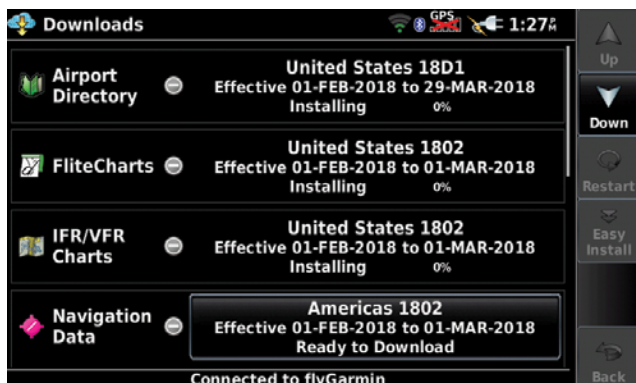 Downloads
GPS
1:27PM
Up
Airport Directory
United States 18D1
Effective 01-FEB-2018 to 29-MAR-2018
Installing 0%
Down
FliteCharts
United States 1802
Effective 01-FEB-2018 to 01-MAR-2018
Installing 0%
Restart
IFR/VFR Charts
United States 1802
Effective 01-FEB-2018 to 01-MAR-2018
Installing 0%
Easy Install
Navigation Data
Americas 1802
Effective 01-FEB-2018 to 01-MAR-2018
Ready to Download
Connected to flyGarmin
Back